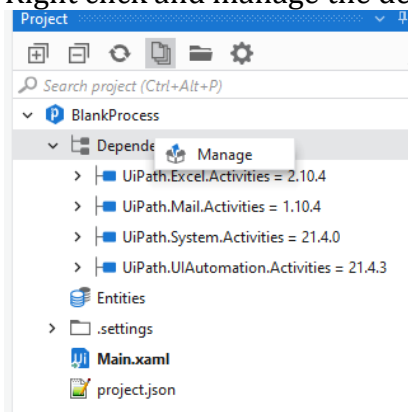 Right click and manage the de
Project
Search project (Ctrl+Alt+P)
BlankProcess
Depende
Manage
UiPath.Excel.Activities = 2.10.4
UiPath.Mail.Activities = 1.10.4
UiPath.System.Activities = 21.4.0
UiPath.UIAutomation.Activities = 21.4.3
Entities
.settings
Main.xaml
project.json